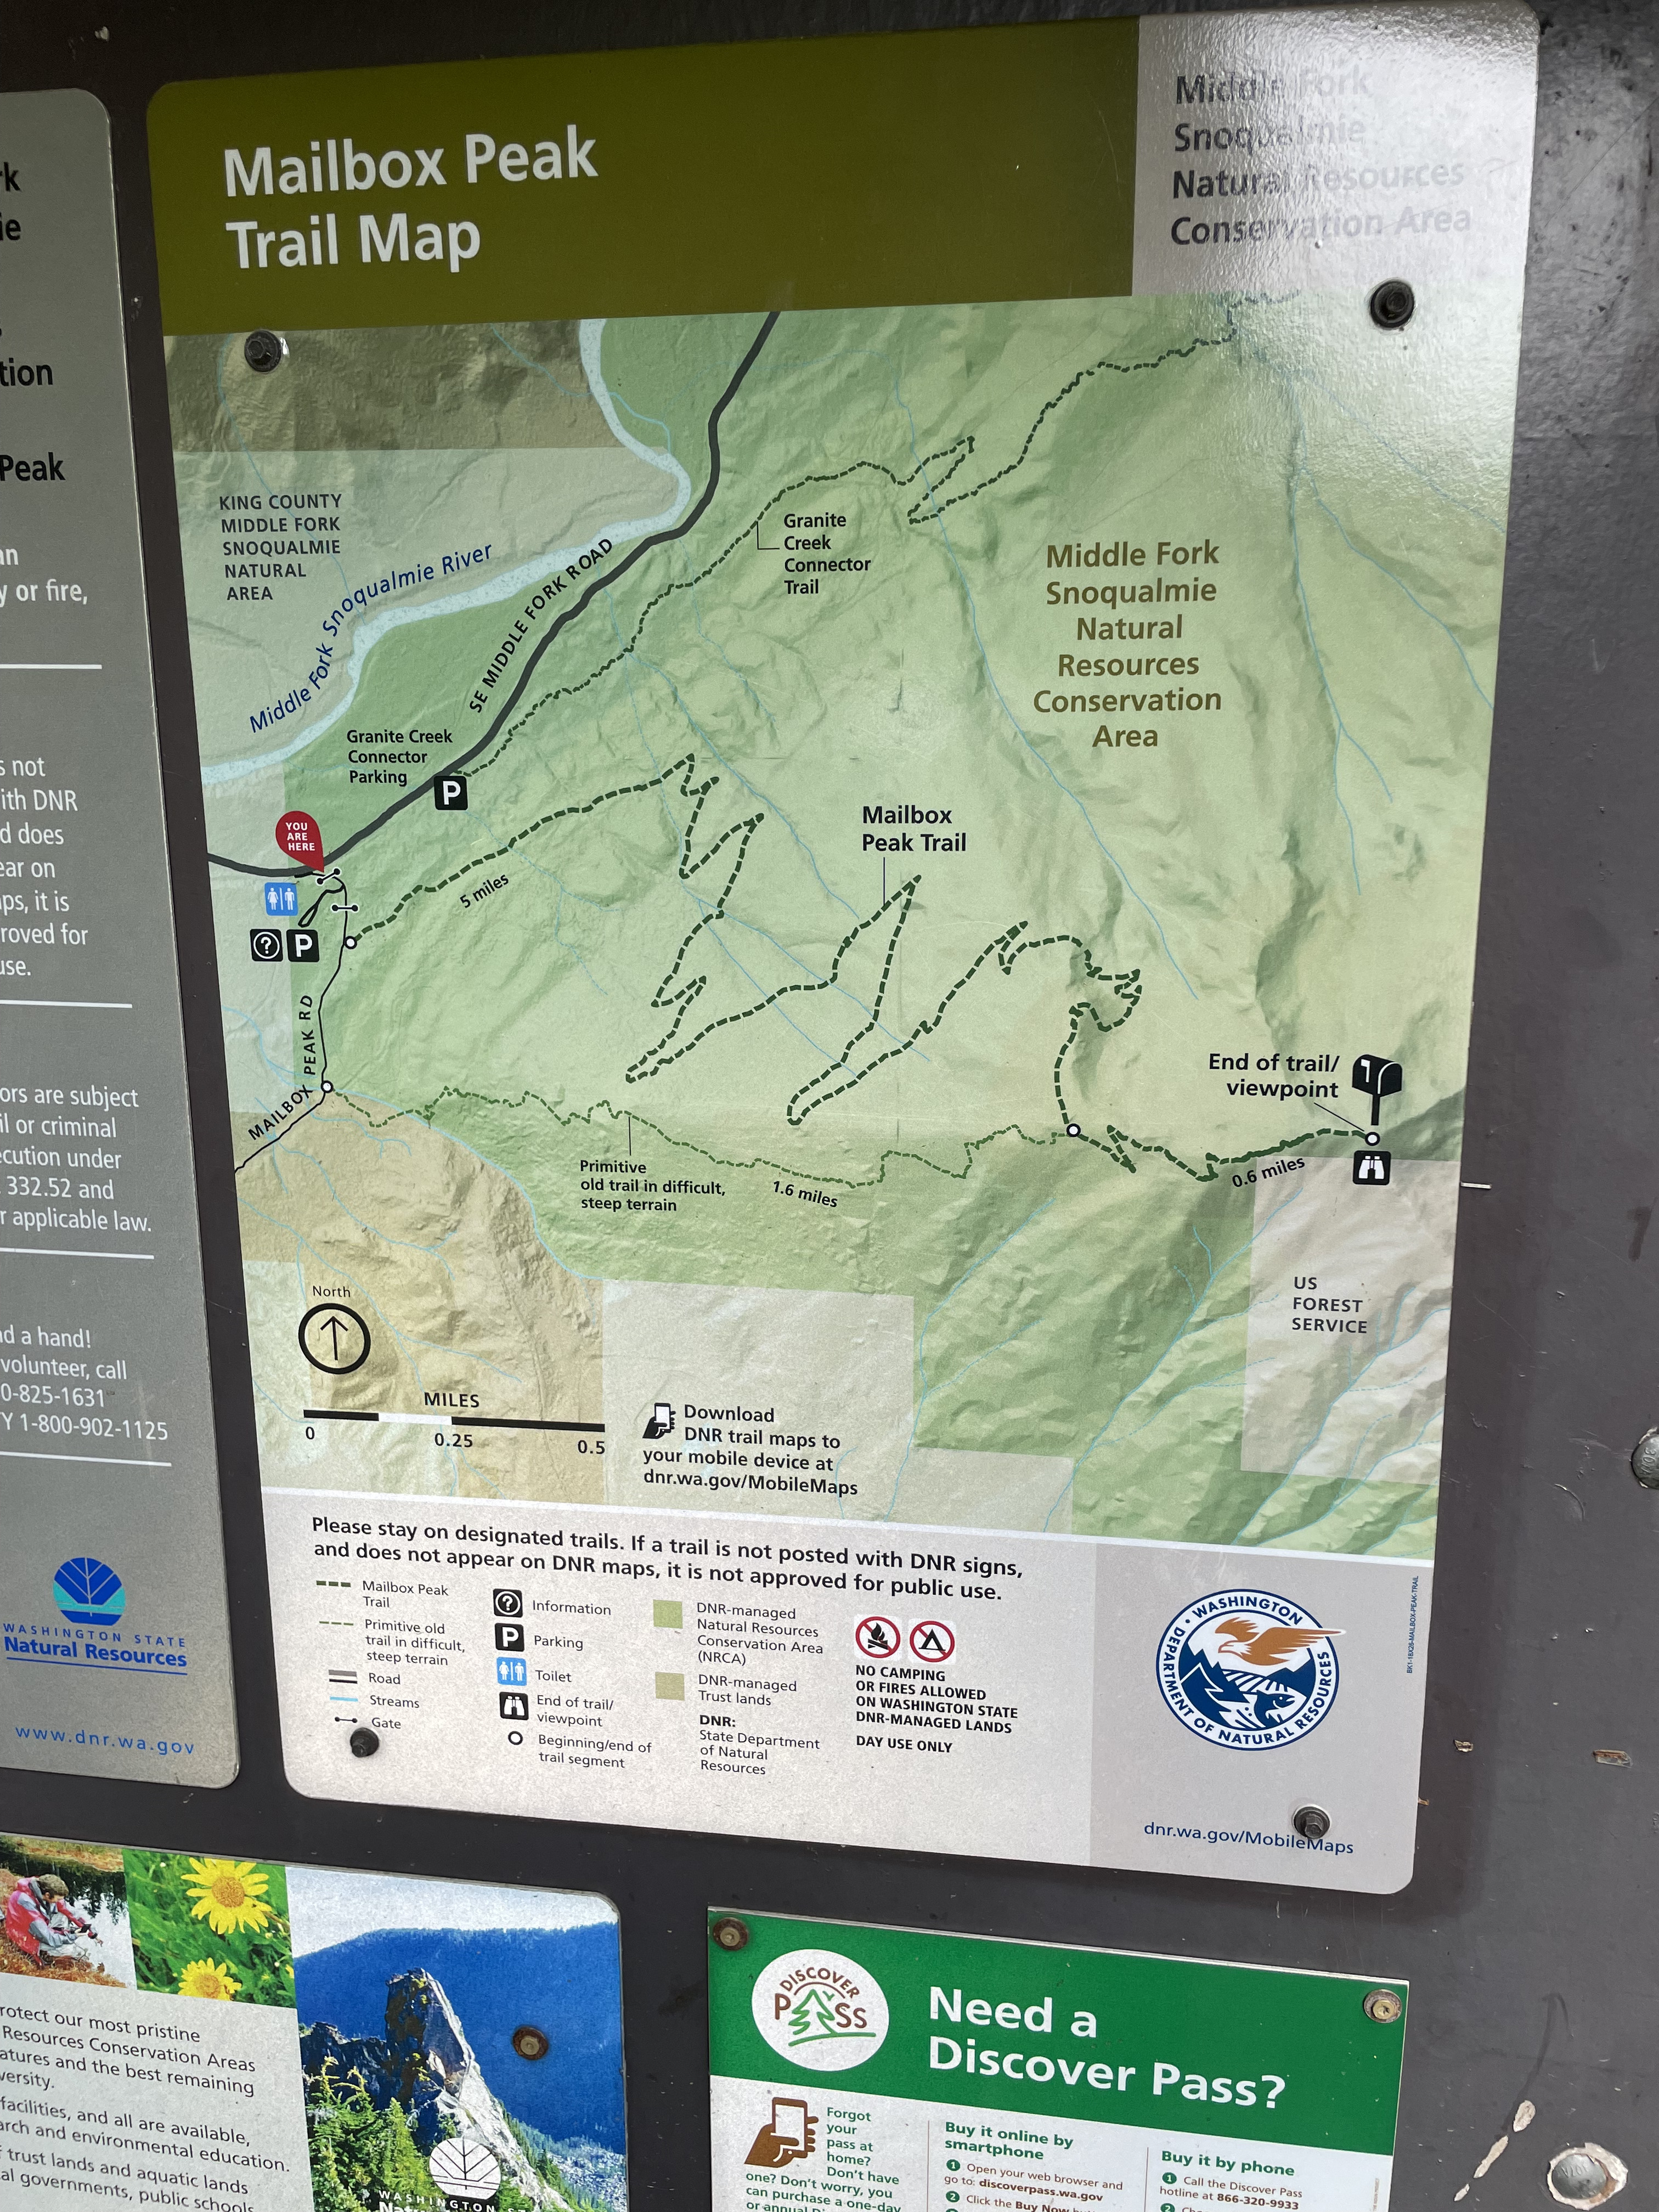 Mailbox Peak
Trail Map
Middle Fork
Snoqualmie
Natural Resources
Conservation Area
KING COUNTY
MIDDLE FORK
SNOQUALMIE
NATURAL
AREA
Middle Fork Snoqualmie River
SE MIDDLE FORK ROAD
Granite
Creek
Connector
Trail
Middle Fork
Snoqualmie
Natural
Resources
Conservation
Area
Granite Creek
Connector
Parking
P
YOU
ARE
HERE
5 miles
Mailbox
Peak Trail
? P
MAILBOX PEAK RD
End of trail/
viewpoint
Primitive
old trail in difficult,
steep terrain
1.6 miles
0.6 miles
US
FOREST
SERVICE
North
MILES
0 0.25 0.5
Download
DNR trail maps to
your mobile device at
dnr.wa.gov/MobileMaps
Please stay on designated trails. If a trail is not posted with DNR signs,
and does not appear on DNR maps, it is not approved for public use.
Mailbox Peak
Trail
Primitive old
trail in difficult,
steep terrain
Road
Streams
Gate
? Information
P Parking
Toilet
End of trail/
viewpoint
Beginning/end of
trail segment
DNR-managed
Natural Resources
Conservation Area
(NRCA)
DNR-managed
Trust lands
DNR:
State Department
of Natural
Resources
NO CAMPING
OR FIRES ALLOWED
ON WASHINGTON STATE
DNR-MANAGED LANDS
DAY USE ONLY
WASHINGTON
DEPARTMENT OF NATURAL RESOURCES
dnr.wa.gov/MobileMaps
Peak
or fire,
not
ith DNR
does
on
it is
for
use.
ors are subject
or criminal
under
332.52 and
applicable law.
a hand!
volunteer, call
0-825-1631
1-800-902-1125
WASHINGTON STATE
Natural Resources
www.dnr.wa.gov
rotect our most pristine
Resources Conservation Areas
atures and the best remaining
versity.
facilities, and all are available,
arch and environmental education.
trust lands and aquatic lands
al governments, public schools
WASHINGTON
DISCOVER
PASS
Need a
Discover Pass?
Forgot
your
pass at
home?
Don't have
one? Don't worry, you
can purchase a one-day
or annual
Buy it online by
smartphone
1 Open your web browser and
go to: discoverpass.wa.gov
2 Click the Buy Now
Buy it by phone
1 Call the Discover Pass
hotline at 866-320-9933
2